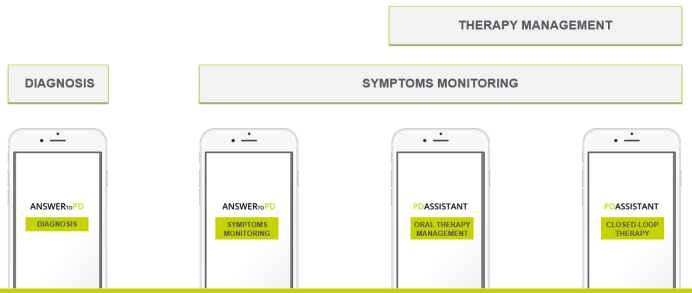 THERAPY MANAGEMENT
DIAGNOSIS
SYMPTOMS MONITORING
ANSWERTOPD
DIAGNOSIS
ANSWERTOPD
SYMPTOMS
MONITORING
PDASSISTANT
ORAL THERAPY
MANAGEMENT
PDASSISTANT
CLOSED-LOOP
THERAPY